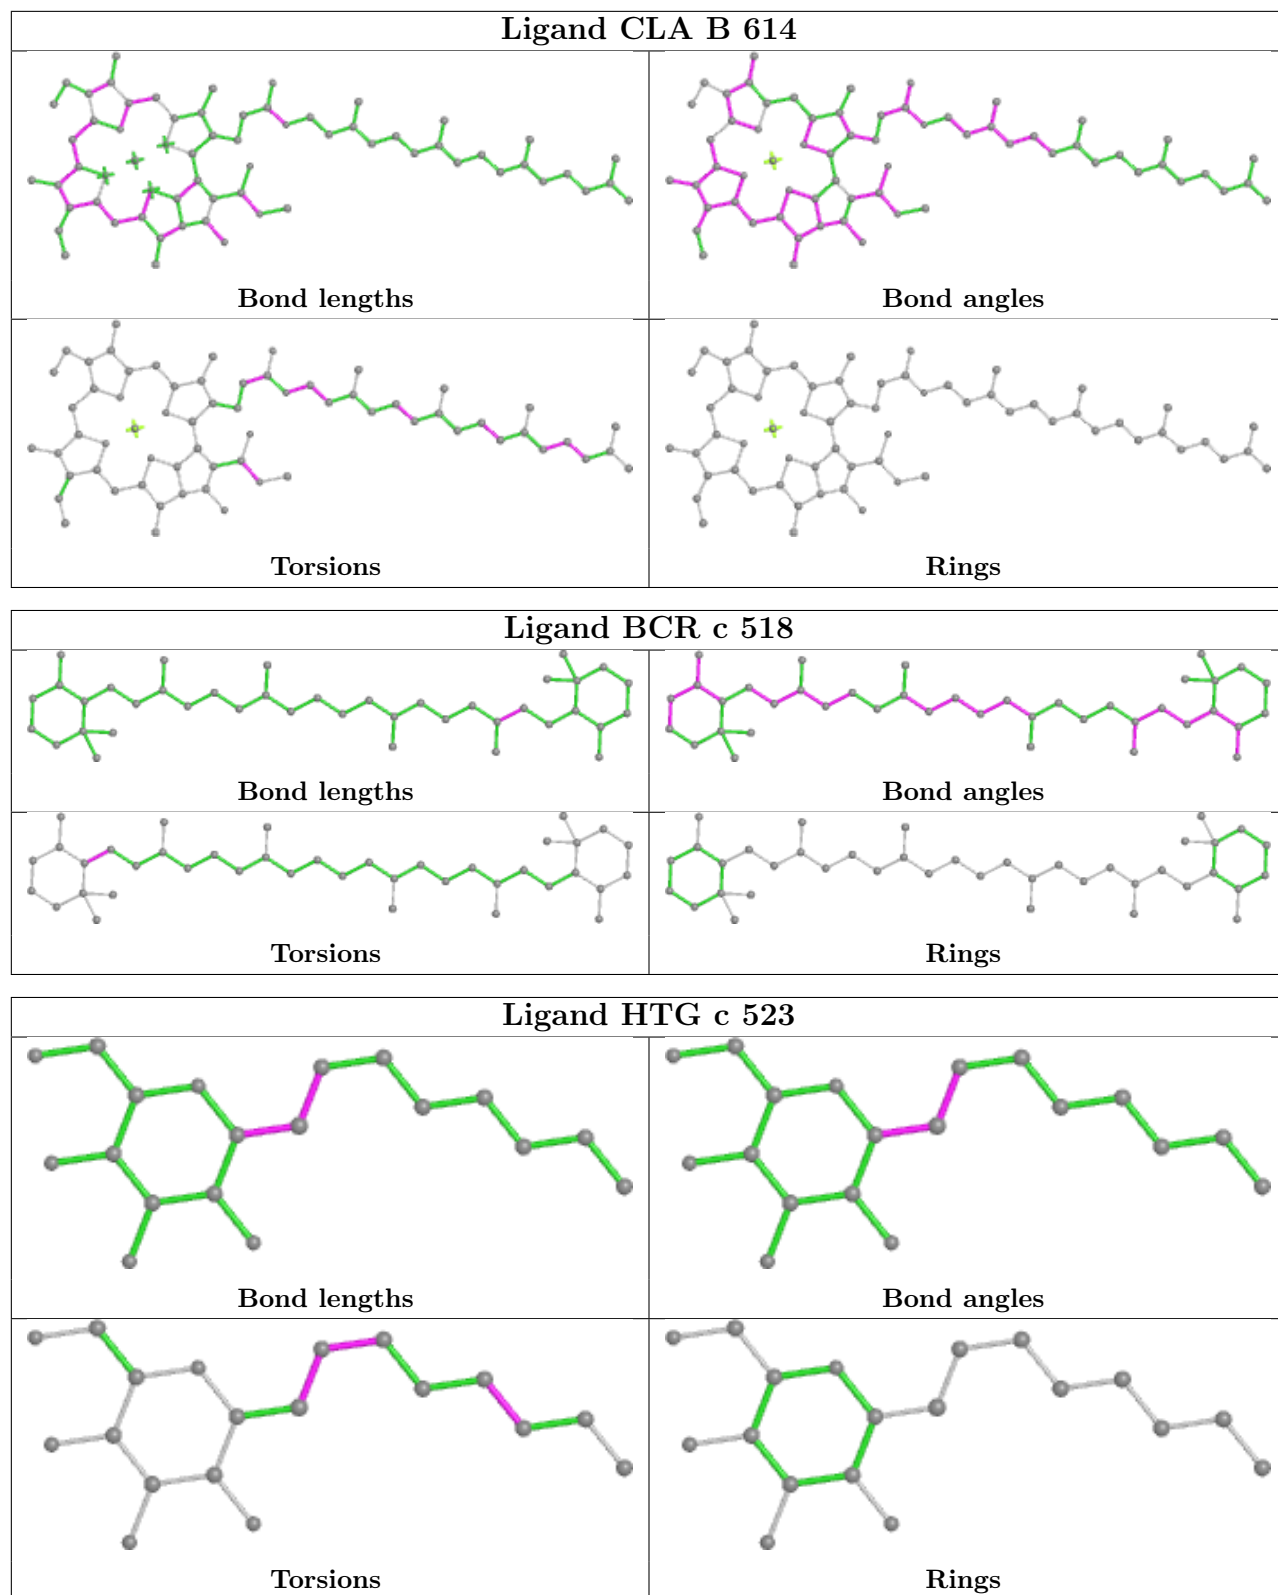 Ligand CLA B 614
Bond lengths
Bond angles
Torsions
Rings
Ligand BCR c 518
Bond lengths
Bond angles
Torsions
Rings
Ligand HTG c 523
Bond lengths
Bond angles
Torsions
Rings